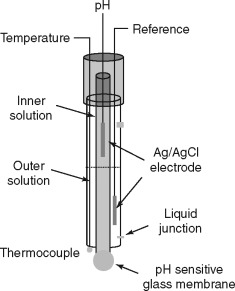 pH
Reference
Temperature
Inner
solution
Ag/AgCl
electrode
Outer
solution
Liquid
junction
Thermocouple
pH sensitive
glass membrane